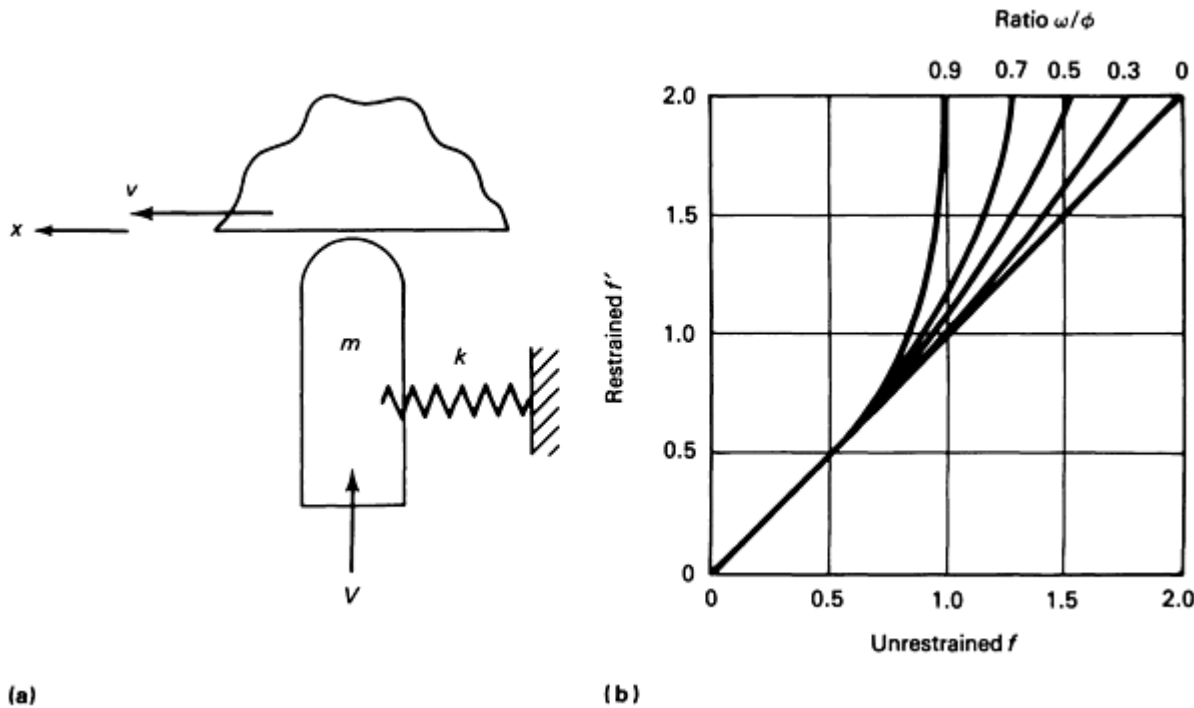 v
x
m
k
V
(a)
Ratio ω/ϕ
0.9 0.7 0.5 0.3 0
2.0
1.5
1.0
0.5
0
Restrained f′
0 0.5 1.0 1.5 2.0
Unrestrained f
(b)